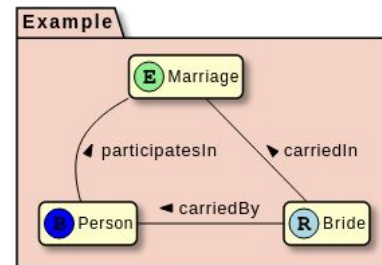 Example
E Marriage
participatesIn
carriedIn
carriedBy
B Person
R Bride